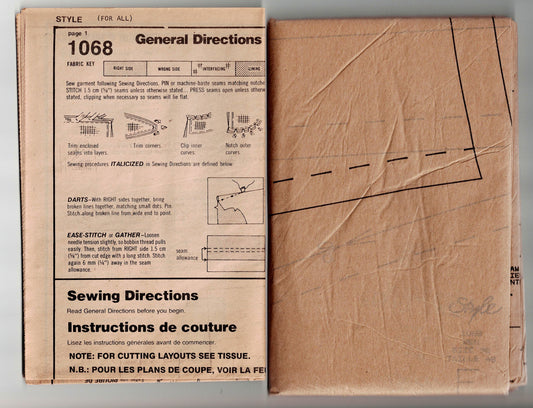 STYLE (FOR ALL)
page 1
1068
General Directions
FABRIC KEY
RIGHT SIDE
WRONG SIDE
INTERFACING
LINING
Sew garment following Sewing Directions. PIN or machine-baste seams matching notche
STITCH 1.5 cm (⅝") seams unless otherwise stated... PRESS seams open unless otherw
stated, clipping when necessary so seams will lie flat.
Trim enclosed
seams into layers.
Trim corners.
Clip inner
curves.
Notch outer
curves.
Sewing procedures ITALICIZED in Sewing Directions are defined below
DARTS-With RIGHT sides together, bring
broken lines together, matching small dots. Pin.
Stitch along broken line from wide end to point.
EASE-STITCH or GATHER-Loosen
needle tension slightly, so bobbin thread pulls
easily. Then, stitch from RIGHT side 1.5 cm
(⅝") from cut edge with a long stitch. Stitch
again 6 mm (¼") away in the seam
allowance.
seam
allowance
Sewing Directions
Read General Directions before you begin.
Instructions de couture
Lisez les instructions générales avant de commencer.
NOTE: FOR CUTTING LAYOUTS SEE TISSUE.
N.B.: POUR LES PLANS DE COUPE, VOIR LA FE
Style